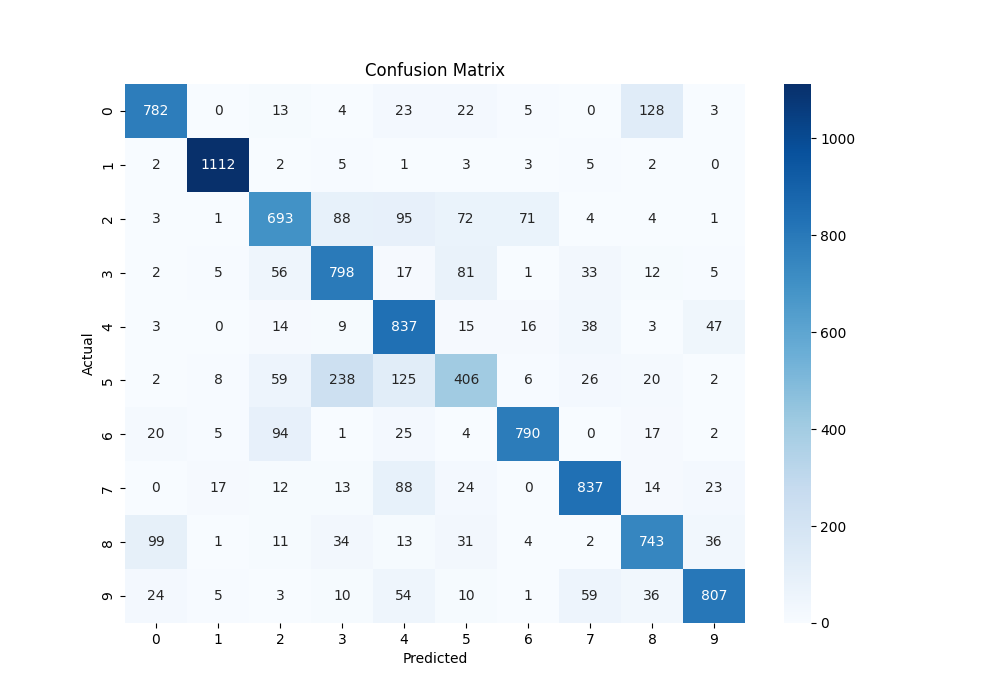 Confusion Matrix
0 782 0 13 4 23 22 5 0 128 3
1 2 1112 2 5 1 3 3 5 2 0
2 3 1 693 88 95 72 71 4 4 1
3 2 5 56 798 17 81 1 33 12 5
4 3 0 14 9 837 15 16 38 3 47
5 2 8 59 238 125 406 6 26 20 2
6 20 5 94 1 25 4 790 0 17 2
7 0 17 12 13 88 24 0 837 14 23
8 99 1 11 34 13 31 4 2 743 36
9 24 5 3 10 54 10 1 59 36 807
0 1 2 3 4 5 6 7 8 9
Predicted
Actual
1000
800
600
400
200
0